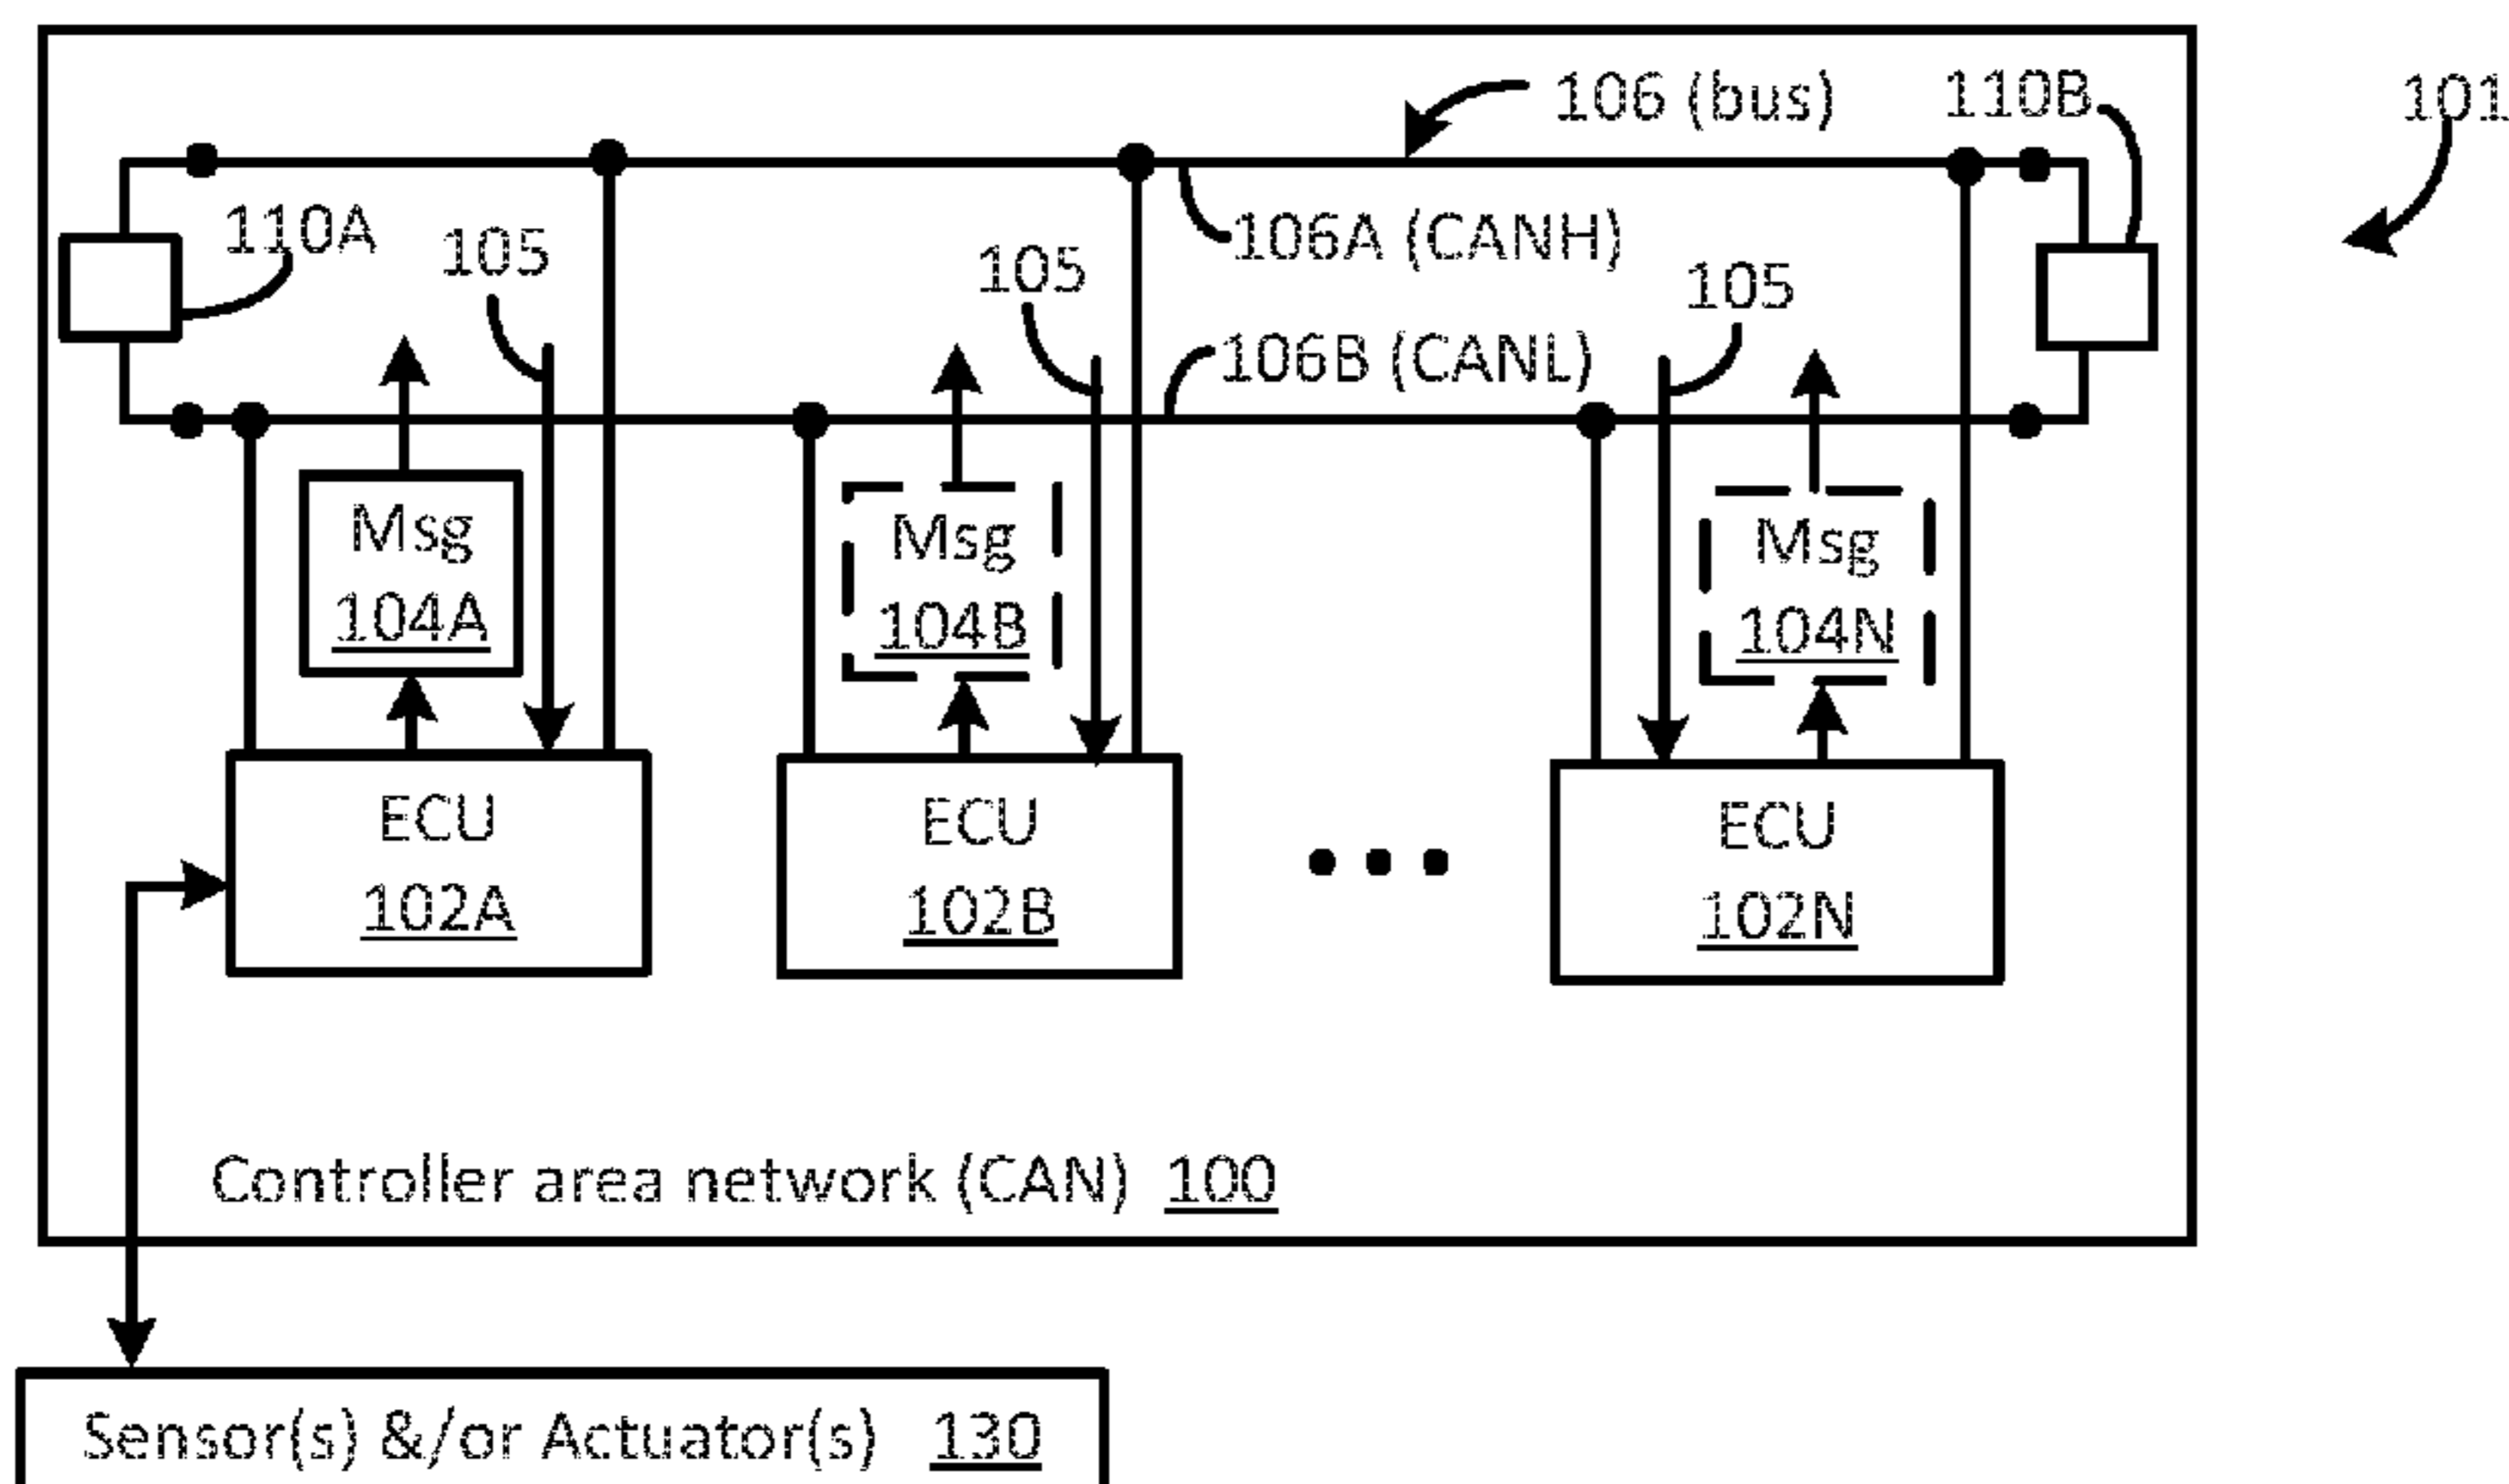 106 (bus)
110B
101
110A
105
106A (CANH)
105
105
106B (CANL)
Msg
104A
Msg
104B
Msg
104N
ECU
102A
ECU
102B
ECU
102N
Controller area network (CAN) 100
Sensor(s) &/or Actuator(s) 130